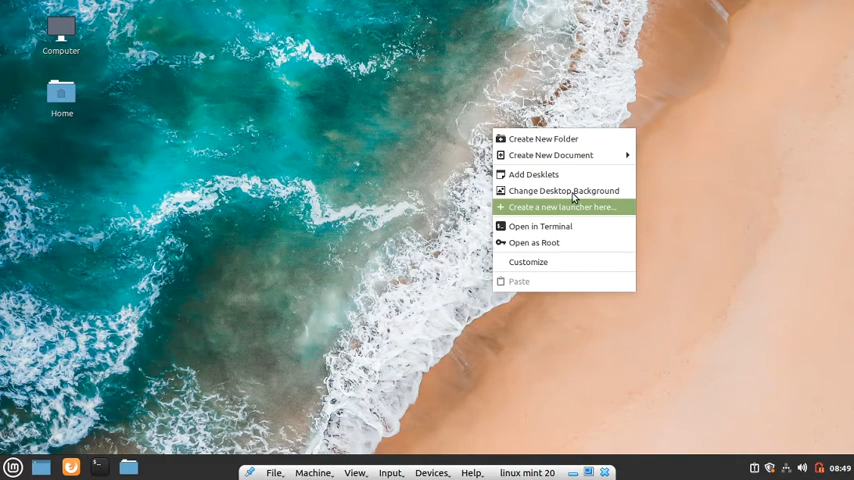 Computer
Home
Create New Folder
Create New Document
Add Desklets
Change Desktop Background
Create a new launcher here...
Open in Terminal
Open as Root
Customize
Paste
File Machine View Input Devices Help linux mint 20
08:49